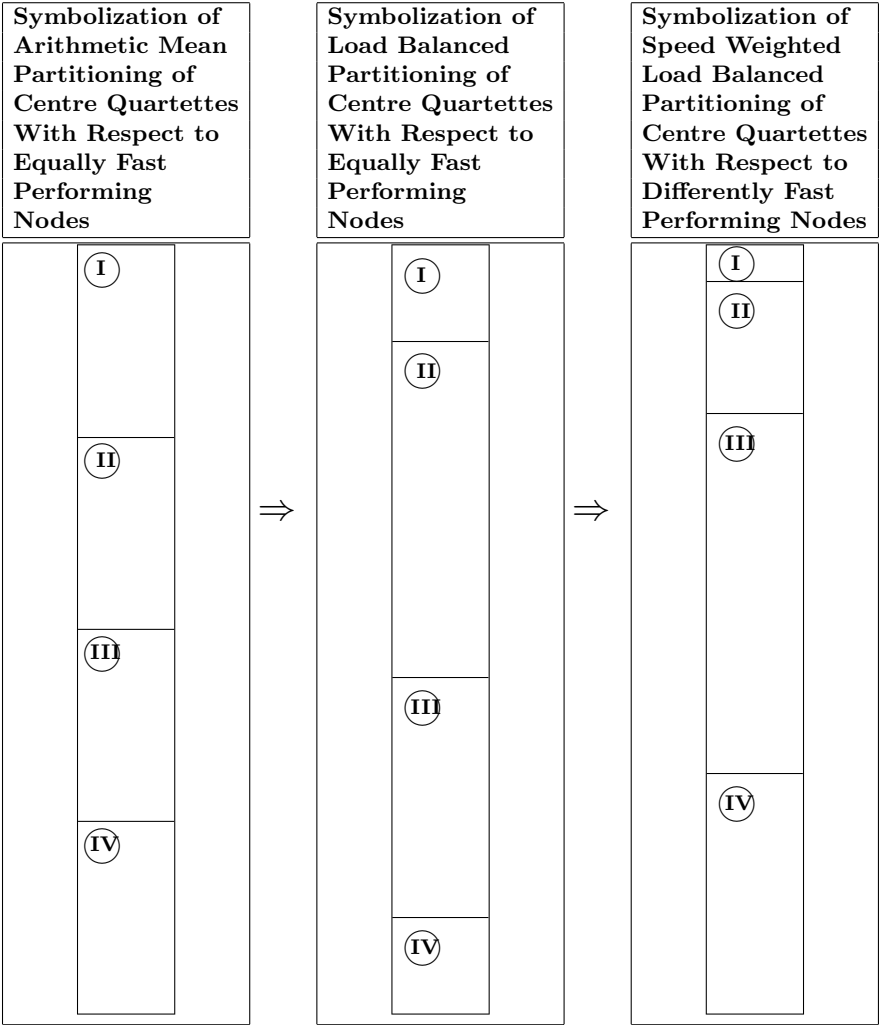 Symbolization of
Arithmetic Mean
Partitioning of
Centre Quartettes
With Respect to
Equally Fast
Performing
Nodes
Symbolization of
Load Balanced
Partitioning of
Centre Quartettes
With Respect to
Equally Fast
Performing
Nodes
Symbolization of
Speed Weighted
Load Balanced
Partitioning of
Centre Quartettes
With Respect to
Differently Fast
Performing Nodes
I
II
III
IV
⇒
I
II
III
IV
⇒
I
II
III
IV